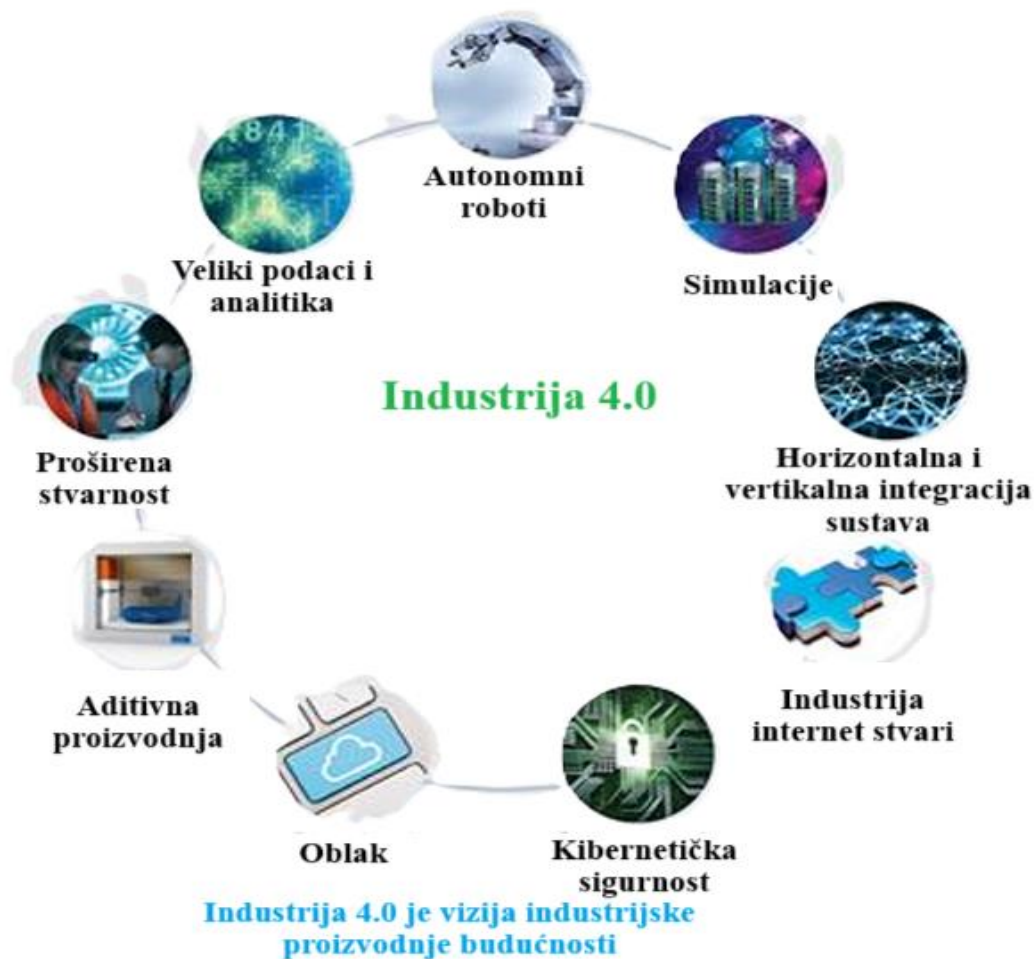 Autonomni
roboti
Simulacije
Horizontalna i
vertikalna integracija
sustava
Industrija
internet stvari
Kibernetička
sigurnost
Oblak
Aditivna
proizvodnja
Proširena
stvarnost
Veliki podaci i
analitika
Industrija 4.0
Industrija 4.0 je vizija industrijske
proizvodnje budućnosti